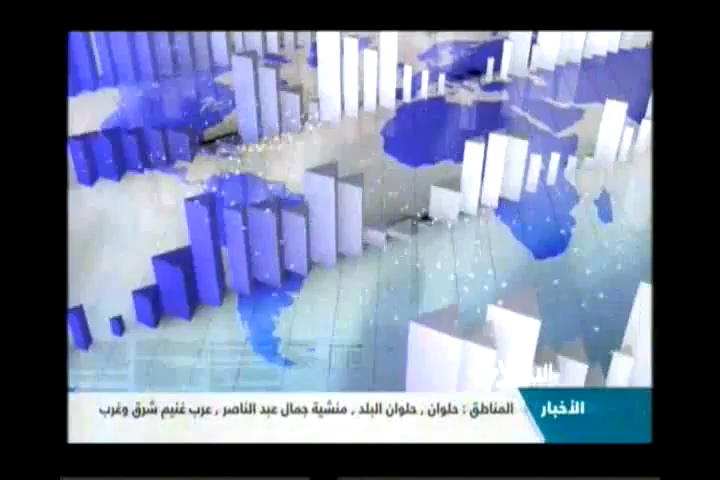 الأخبار
المناطق : حلوان , حلوان البلد , منشية جمال عبد الناصر , عرب غنيم شرق وغرب